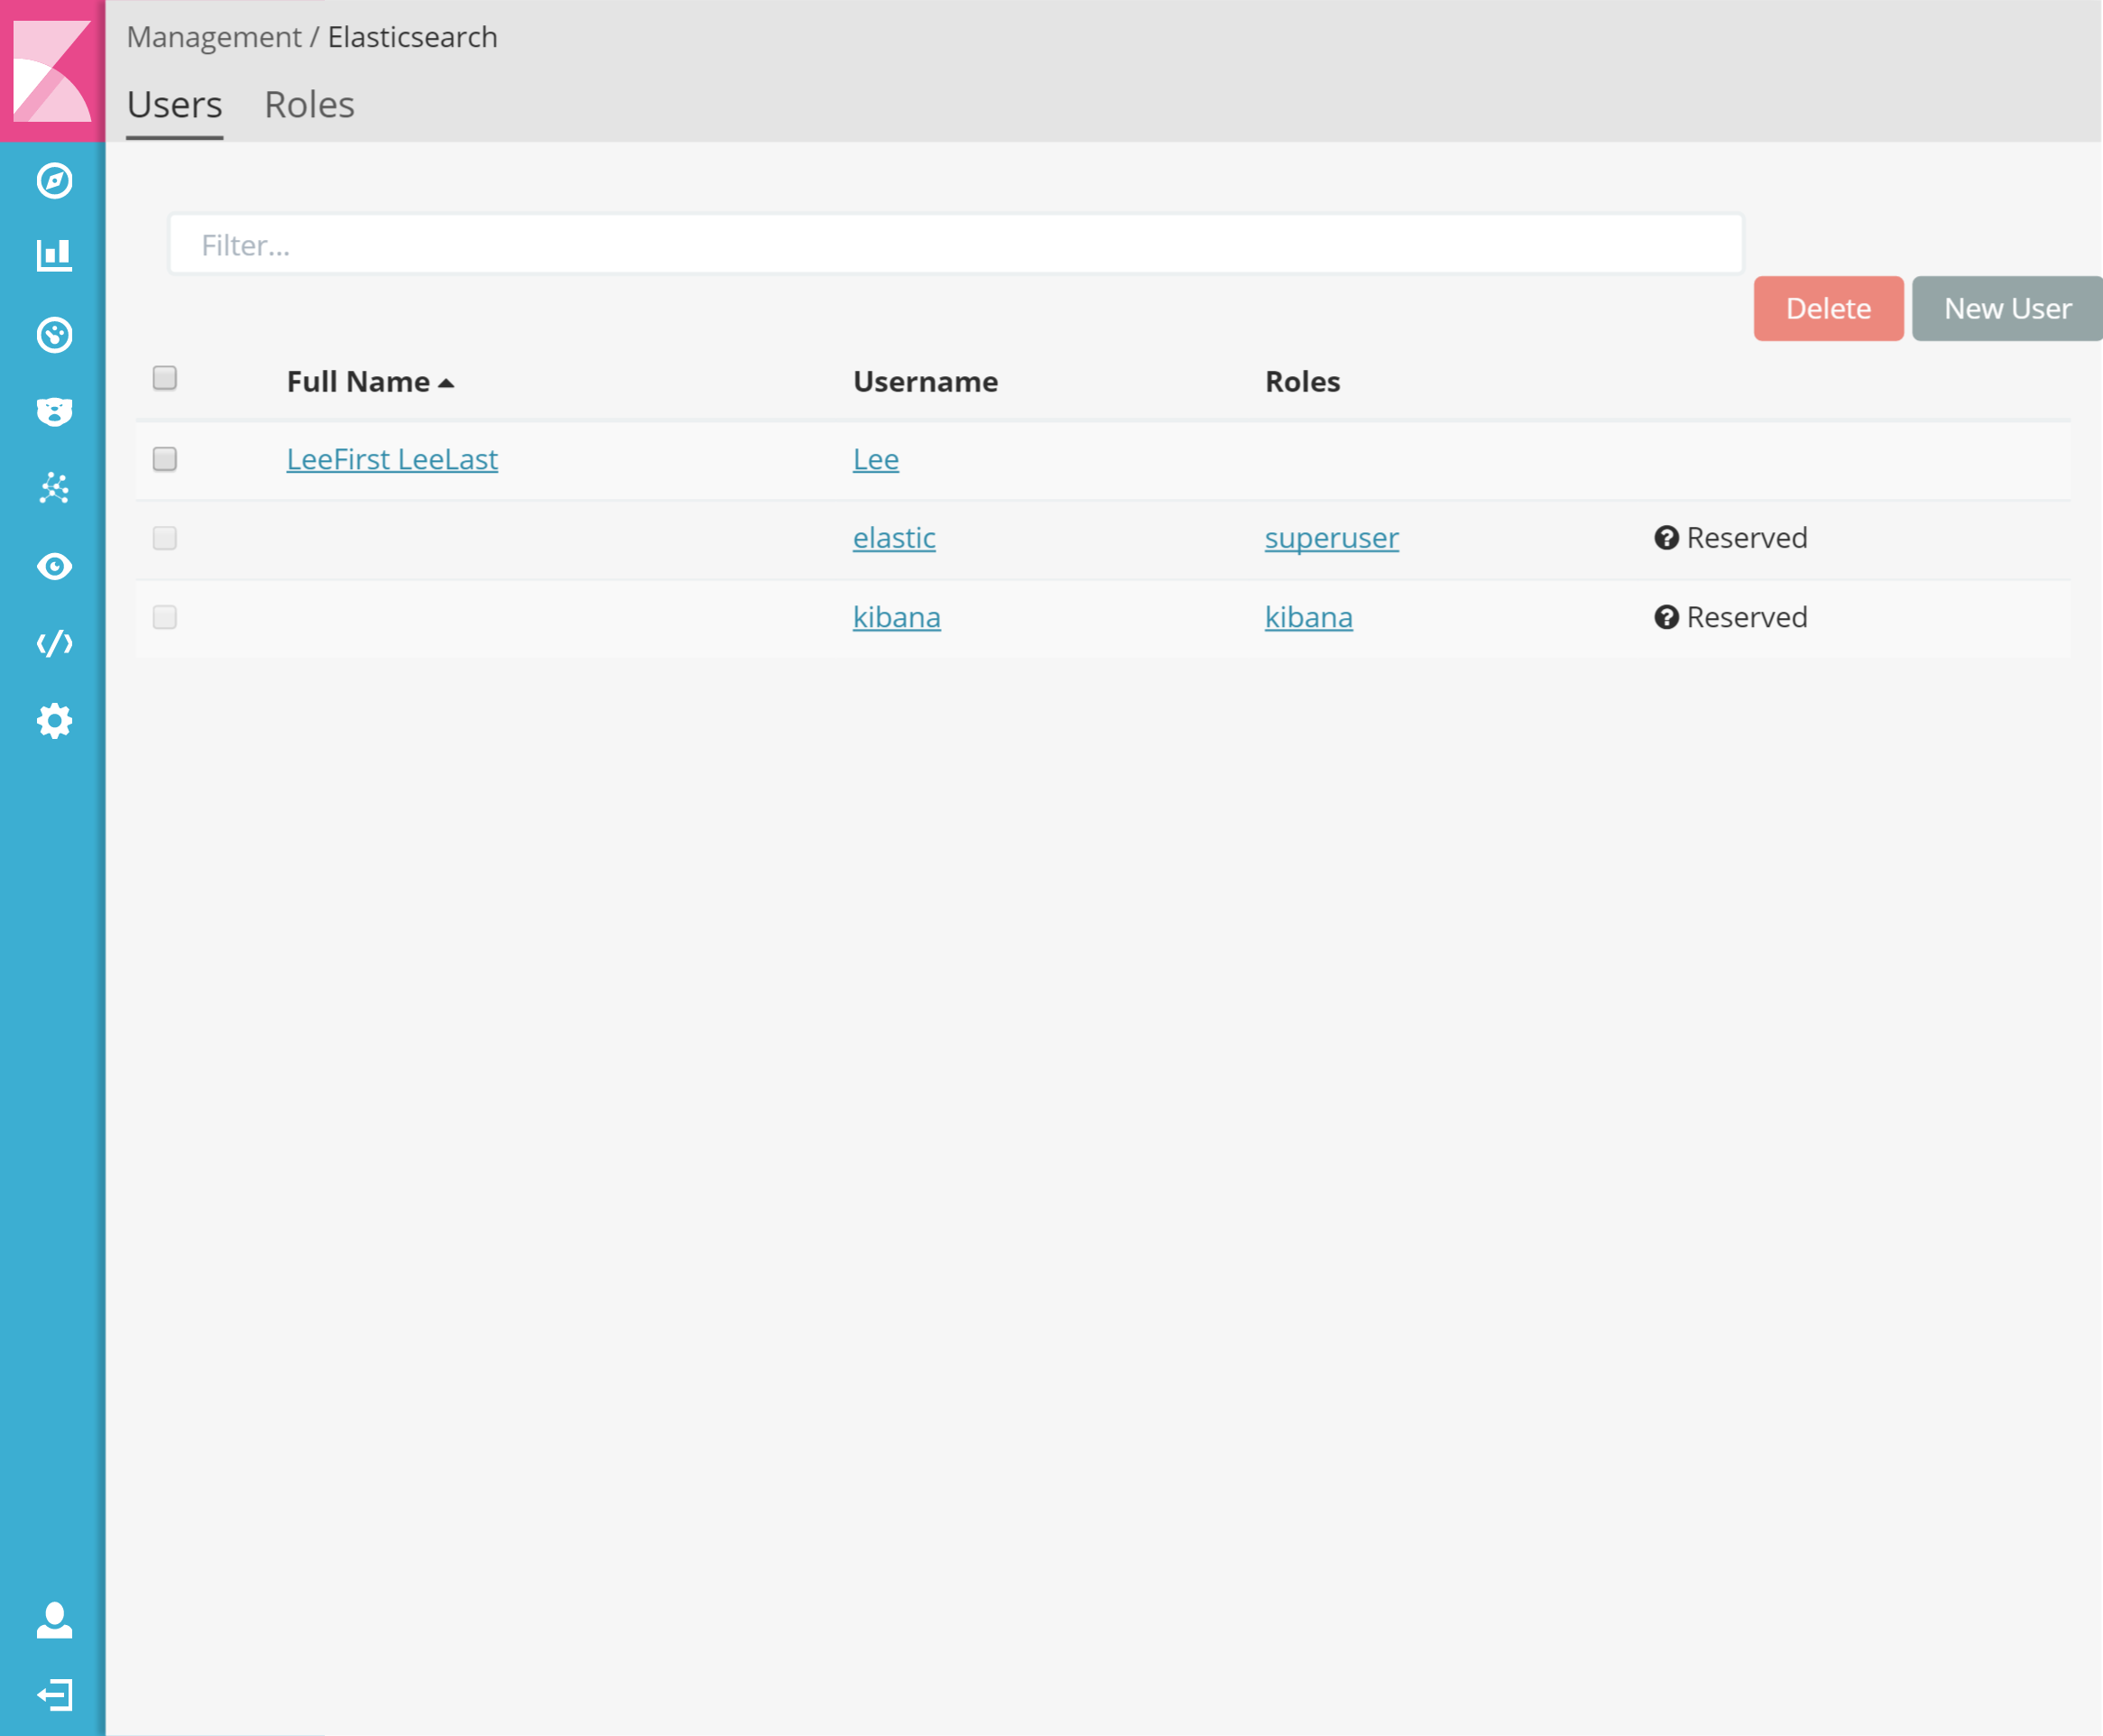 Management / Elasticsearch
Users Roles
Filter...
Delete New User
Full Name Username Roles
LeeFirst LeeLast Lee
elastic superuser Reserved
kibana kibana Reserved